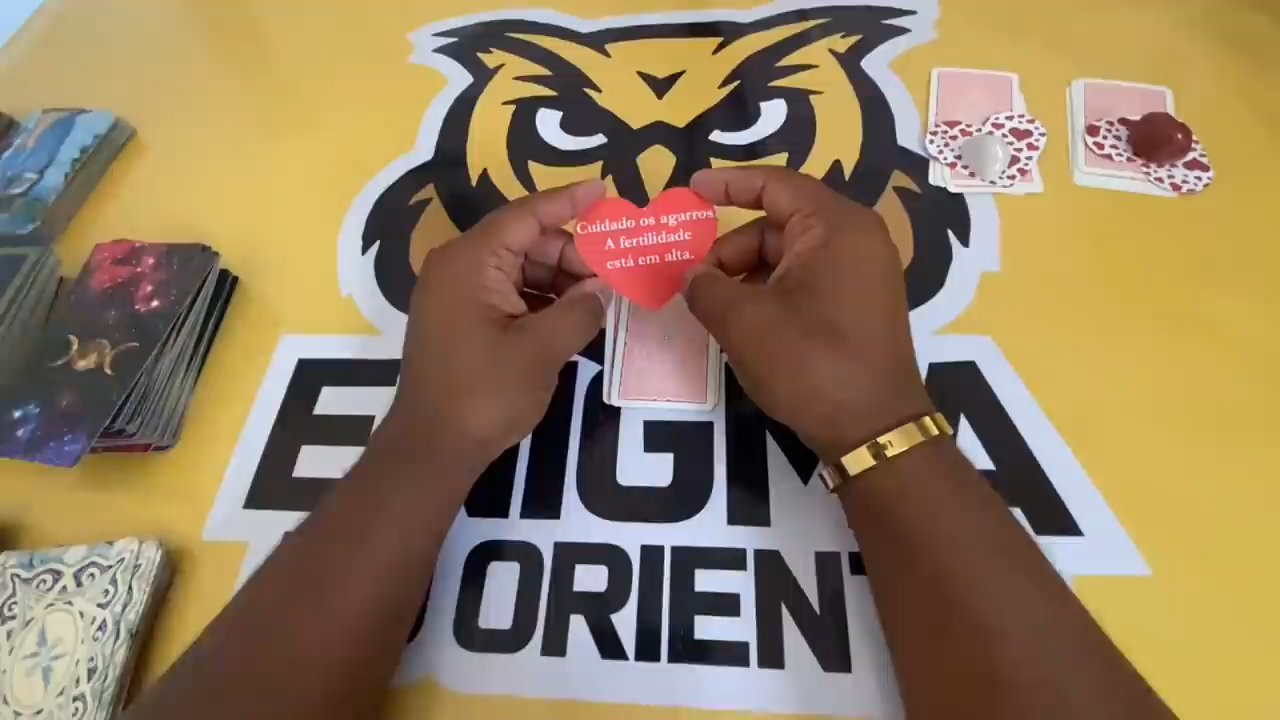 Cuidado os agarros
A fertilidade
está em alta.
ENIGMA
ORIENT